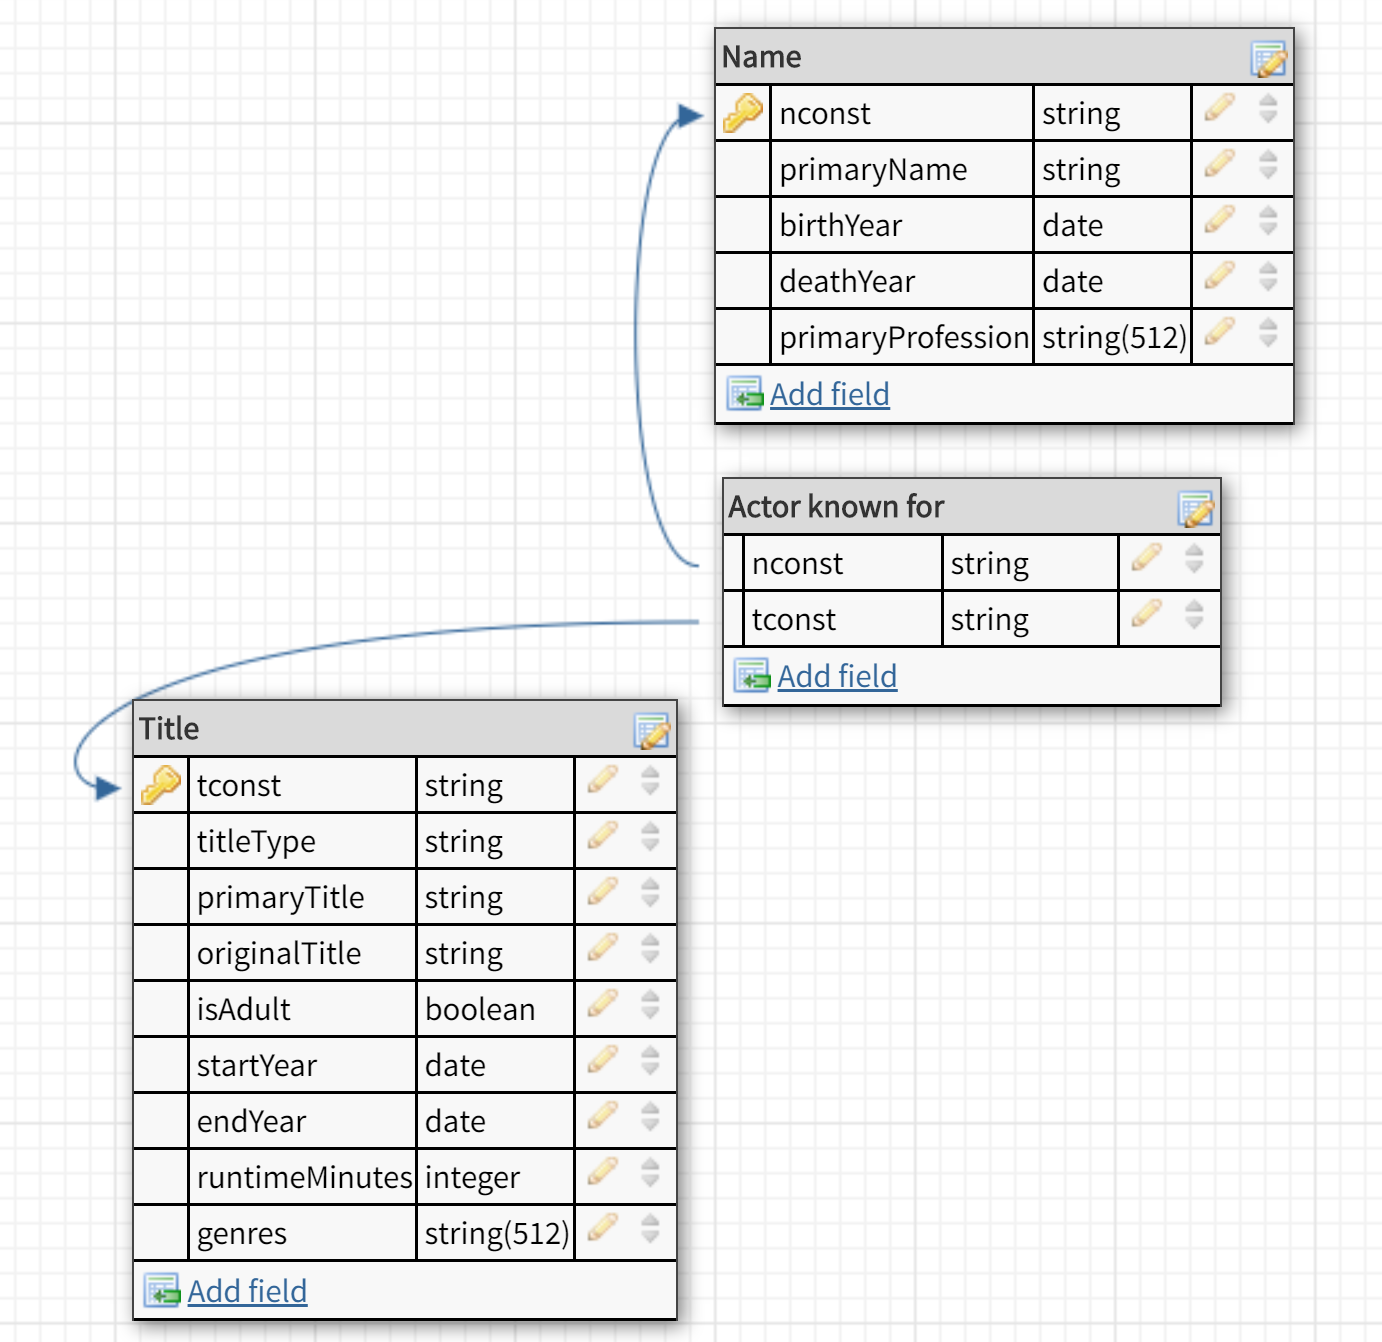 Name
nconst string
primaryName string
birthYear date
deathYear date
primaryProfession string(512)
Add field
Actor known for
nconst string
tconst string
Add field
Title
tconst string
titleType string
primaryTitle string
originalTitle string
isAdult boolean
startYear date
endYear date
runtimeMinutes integer
genres string(512)
Add field